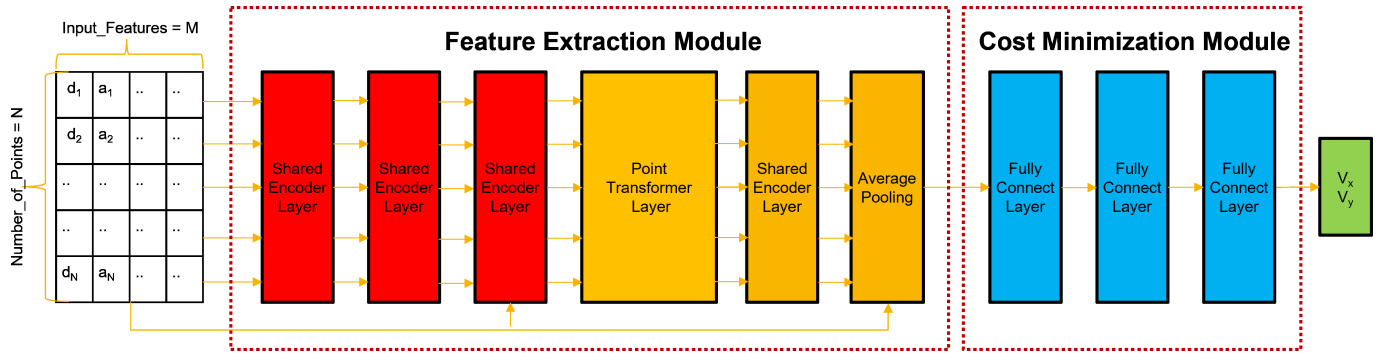 Input_Features = M
Number_of_Points = N
d1 a1 .. ..
d2 a2 .. ..
.. .. .. ..
.. .. .. ..
dN aN .. ..
Feature Extraction Module
Shared
Encoder
Layer
Shared
Encoder
Layer
Shared
Encoder
Layer
Point
Transformer
Layer
Shared
Encoder
Layer
Average
Pooling
Cost Minimization Module
Fully
Connect
Layer
Fully
Connect
Layer
Fully
Connect
Layer
Vx
Vy